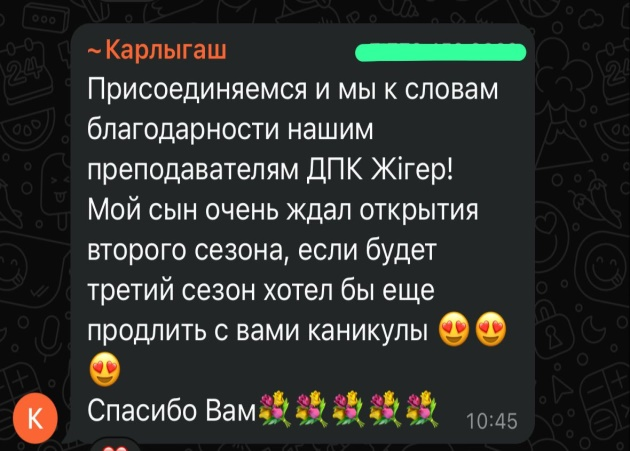 ~Карлыгаш
Присоединяемся и мы к словам
благодарности нашим
преподавателям ДПК Жігер!
Мой сын очень ждал открытия
второго сезона, если будет
третий сезон хотел бы еще
продлить с вами каникулы 😍😍
😍
Спасибо Вам💐💐💐💐💐
10:45
К